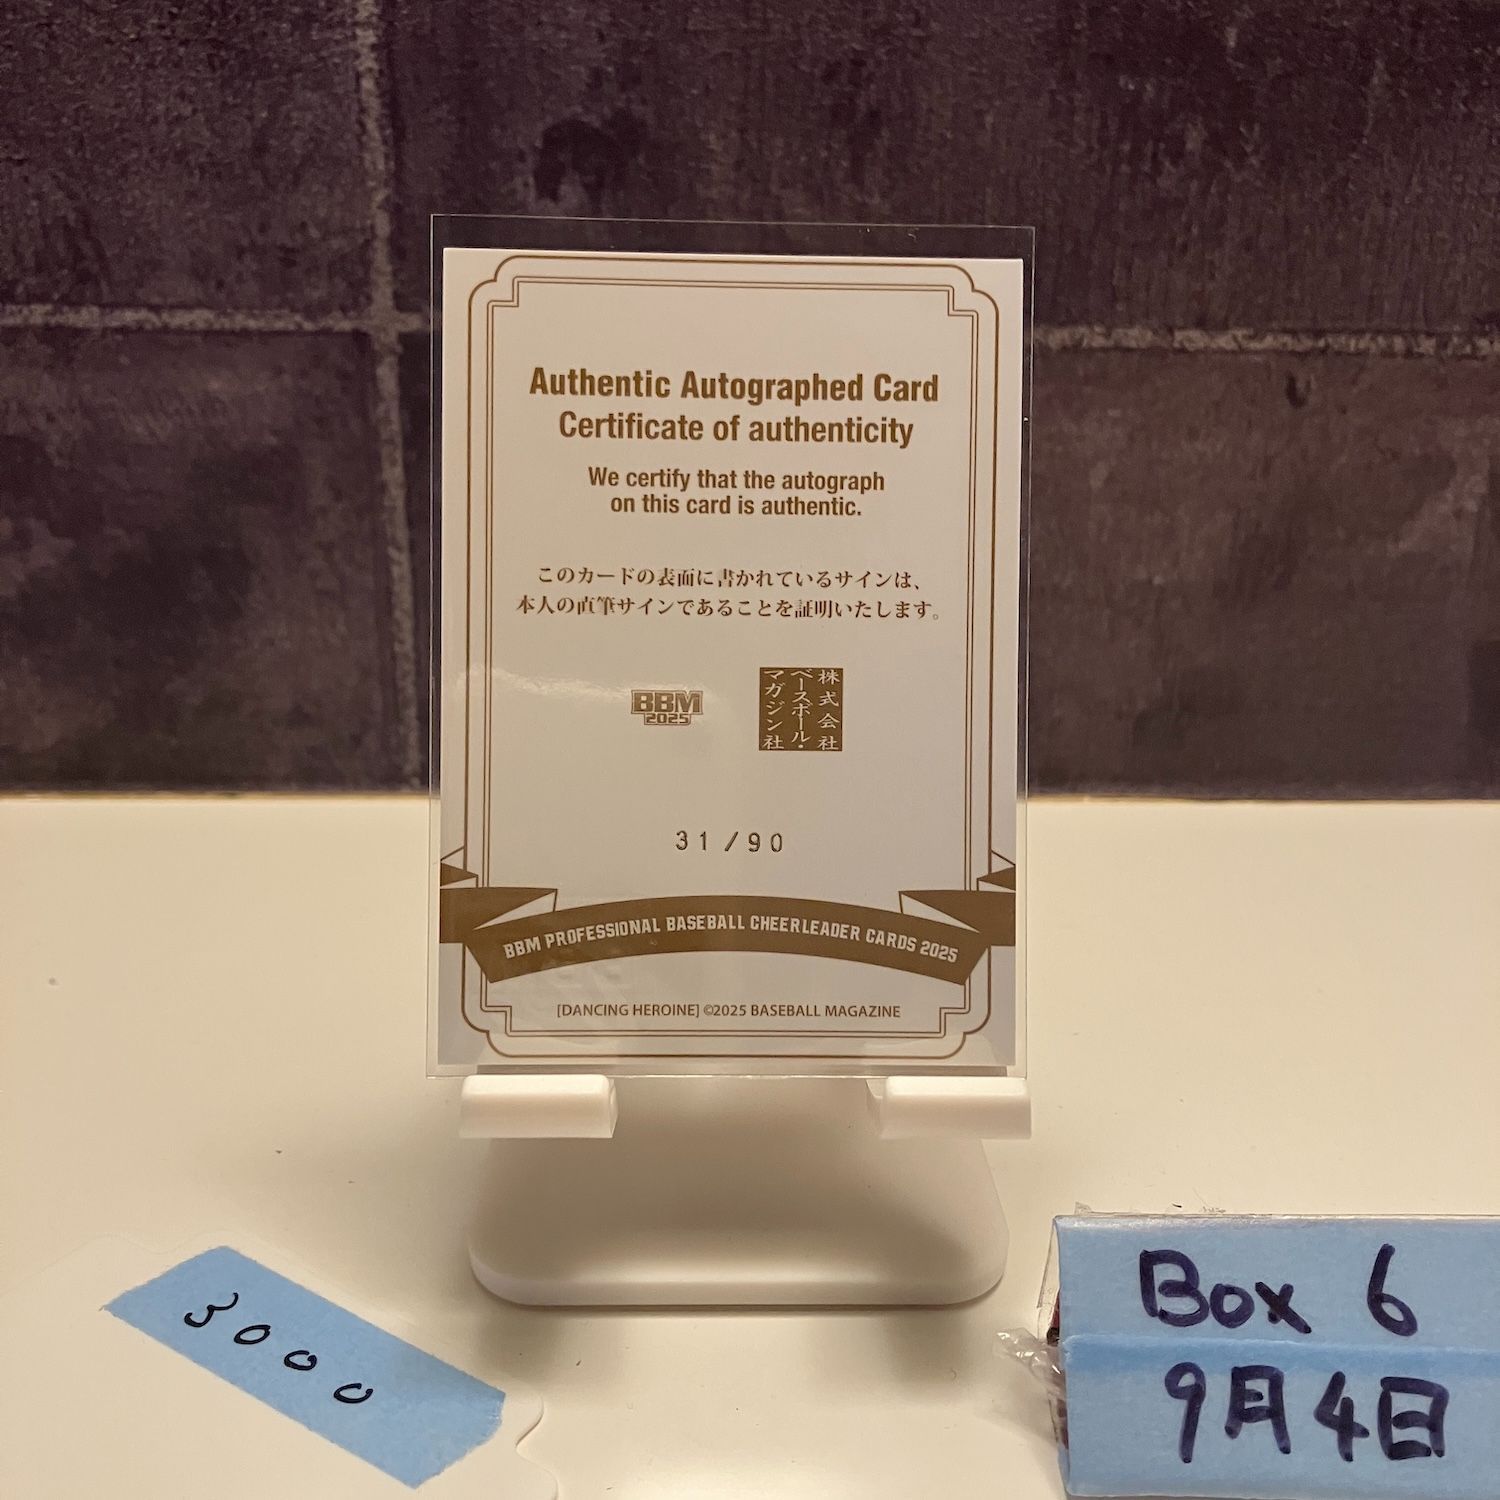 Authentic Autographed Card
Certificate of authenticity
We certify that the autograph
on this card is authentic.
このカードの表面に書かれているサインは、
本人の直筆サインであることを証明いたします。
BBM
2025
株式会社
ベースボール・
マガジン社
31/90
BBM PROFESSIONAL BASEBALL CHEERLEADER CARDS 2025
[DANCING HEROINE] ©2025 BASEBALL MAGAZINE
3000
Box 6
9月4日